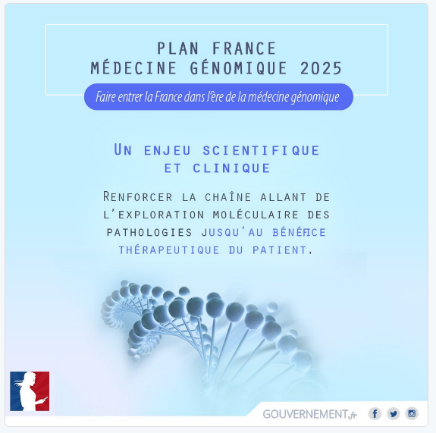 PLAN FRANCE
MÉDECINE GÉNOMIQUE 2025
Faire entrer la France dans l'ère de la médecine génomique
UN ENJEU SCIENTIFIQUE
ET CLINIQUE
RENFORCER LA CHAÎNE ALLANT DE
L'EXPLORATION MOLÉCULAIRE DES
PATHOLOGIES JUSQU'AU BÉNÉFICE
THÉRAPEUTIQUE DU PATIENT.
GOUVERNEMENT.fr